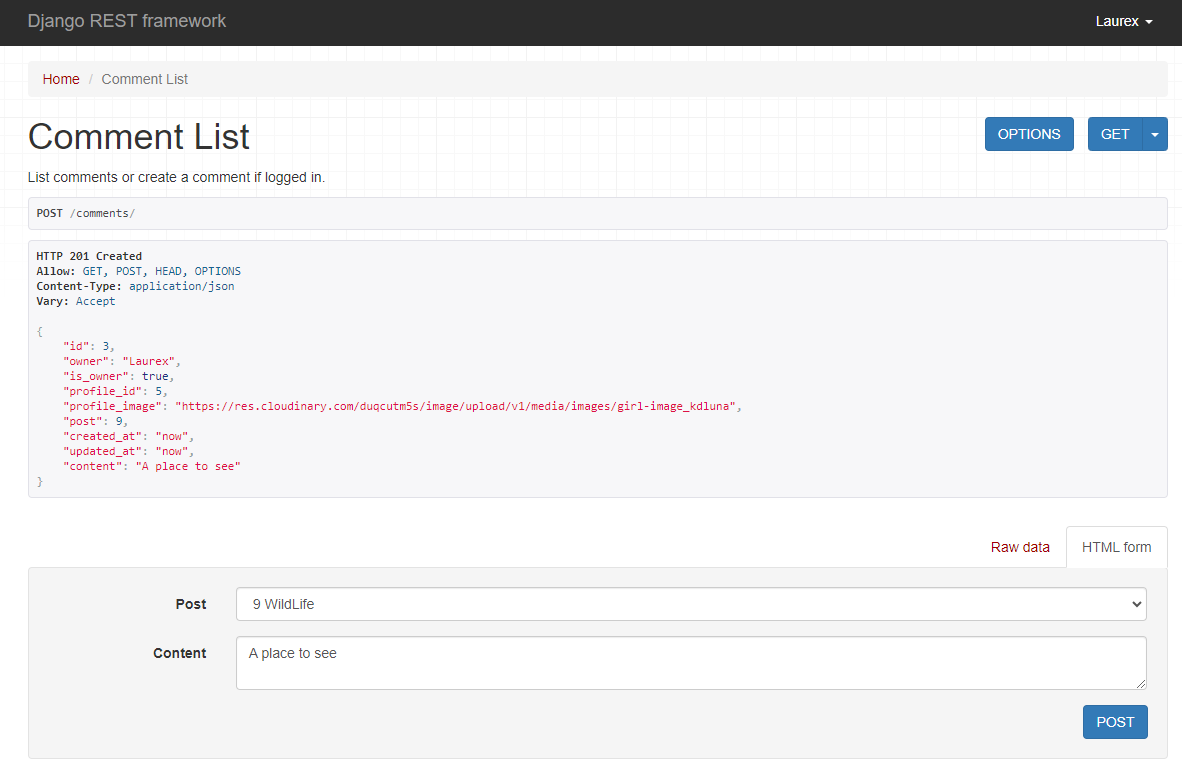 Django REST framework
Laurex
Home / Comment List
Comment List
OPTIONS
GET
List comments or create a comment if logged in.
POST /comments/
HTTP 201 Created
Allow: GET, POST, HEAD, OPTIONS
Content-Type: application/json
Vary: Accept
{
    "id": 3,
    "owner": "Laurex",
    "is_owner": true,
    "profile_id": 5,
    "profile_image": "https://res.cloudinary.com/duqcutm5s/image/upload/v1/media/images/girl-image_kdluna",
    "post": 9,
    "created_at": "now",
    "updated_at": "now",
    "content": "A place to see"
}
Raw data
HTML form
Post
9 WildLife
Content
A place to see
POST